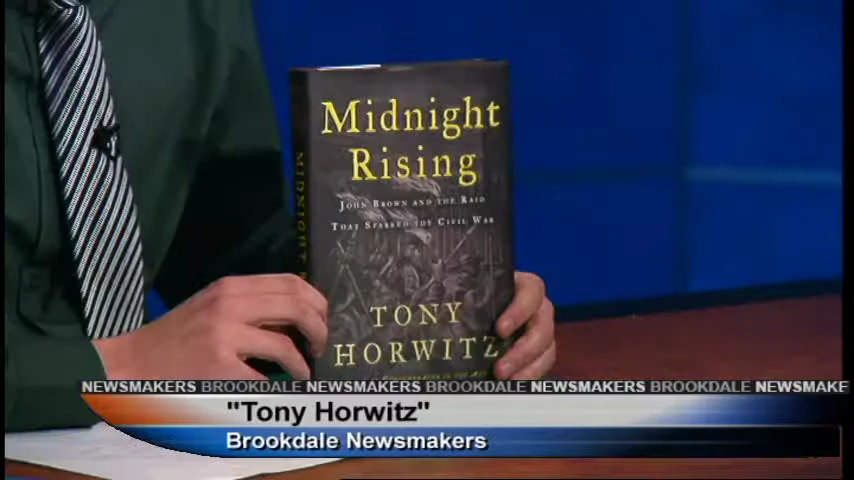 Midnight
Rising
MIDNIGHT
JOHN BROWN AND THE RAID
THAT SPARKED THE CIVIL WAR
TONY
HORWITZ
NEWSMAKERS BROOKDALE NEWSMAKERS BROOKDALE NEWSMAKERS BROOKDALE NEWSMAKE
"Tony Horwitz"
Brookdale Newsmakers